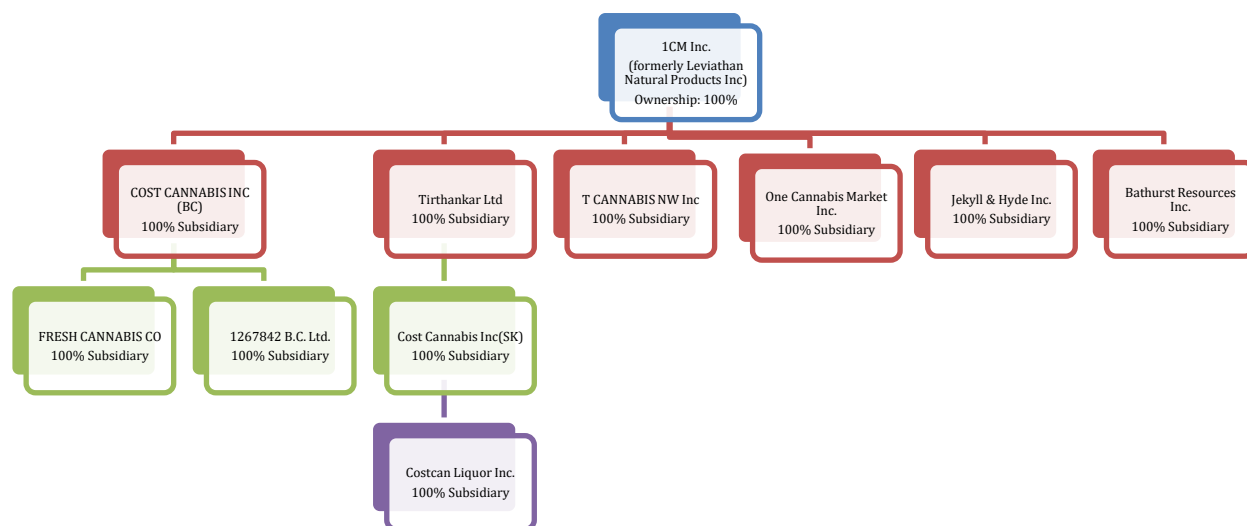 1CM Inc.
(formerly Leviathan
Natural Products Inc)
Ownership: 100%
COST CANNABIS INC
(BC)
100% Subsidiary
Tirthankar Ltd
100% Subsidiary
T CANNABIS NW Inc
100% Subsidiary
One Cannabis Market
Inc.
100% Subsidiary
Jekyll & Hyde Inc.
100% Subsidiary
Bathurst Resources
Inc.
100% Subsidiary
FRESH CANNABIS CO
100% Subsidiary
1267842 B.C. Ltd.
100% Subsidiary
Cost Cannabis Inc(SK)
100% Subsidiary
Costcan Liquor Inc.
100% Subsidiary